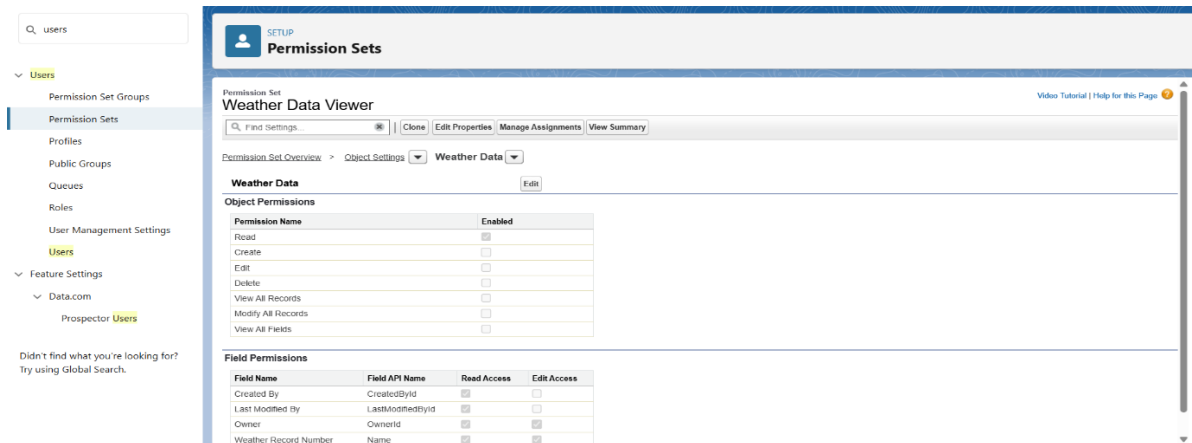 users
Users
Permission Set Groups
Permission Sets
Profiles
Public Groups
Queues
Roles
User Management Settings
Users
Feature Settings
Data.com
Prospector Users
Didn't find what you're looking for?
Try using Global Search.
SETUP
Permission Sets
Permission Set
Weather Data Viewer
Video Tutorial | Help for this Page ?
Find Settings... Clone Edit Properties Manage Assignments View Summary
Permission Set Overview > Object Settings Weather Data
Weather Data Edit
Object Permissions
Permission Name Enabled
Read
Create
Edit
Delete
View All Records
Modify All Records
View All Fields
Field Permissions
Field Name Field API Name Read Access Edit Access
Created By CreatedById
Last Modified By LastModifiedById
Owner OwnerId
Weather Record Number Name